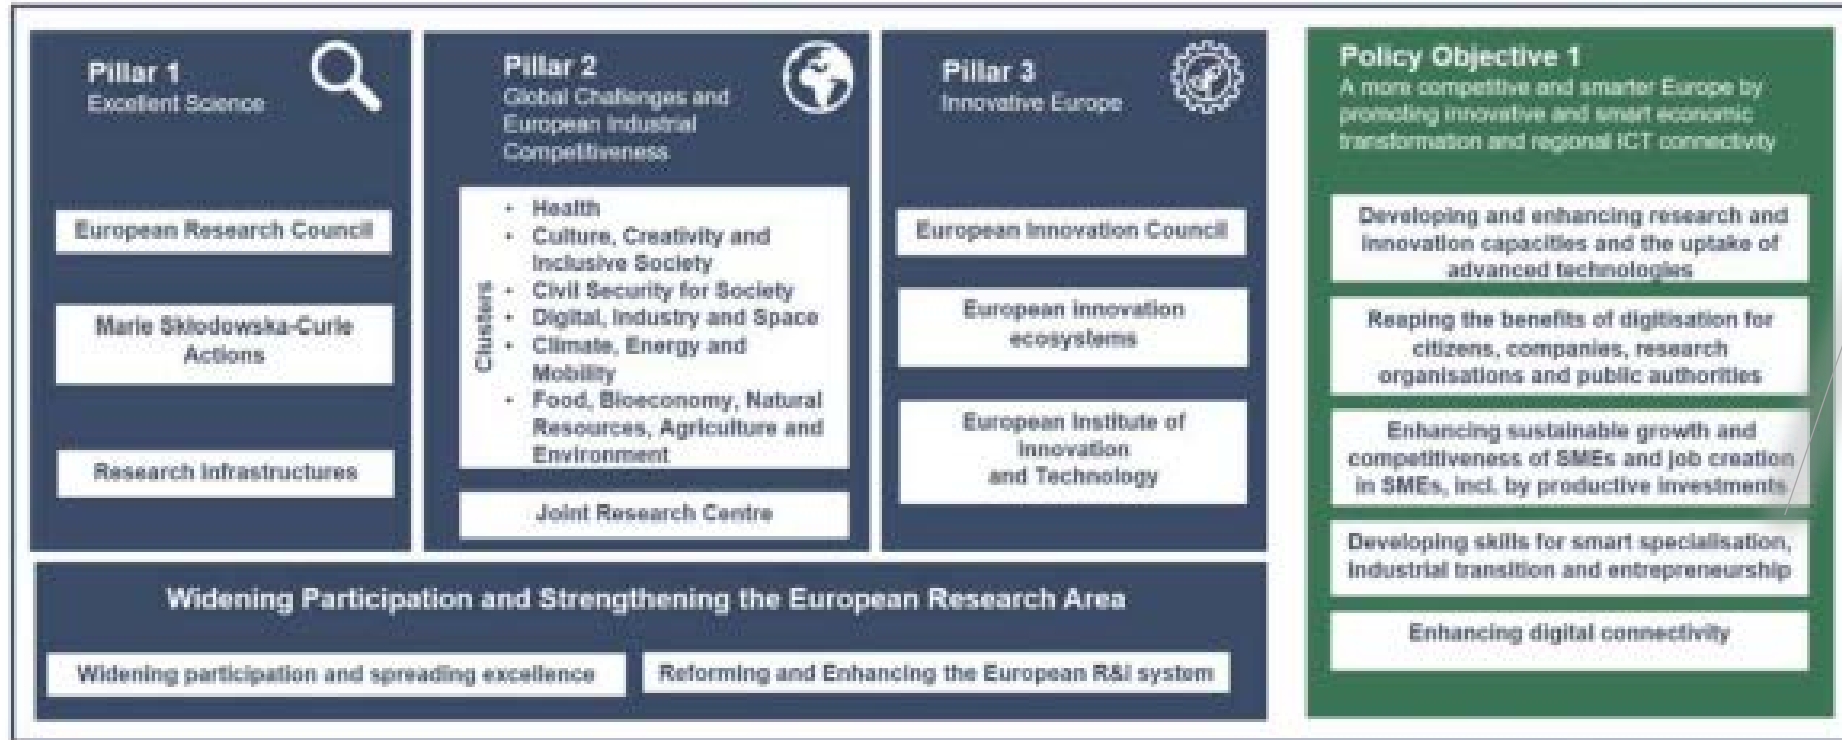 Pillar 1
Excellent Science
European Research Council
Marie Skłodowska-Curie
Actions
Research Infrastructures
Pillar 2
Global Challenges and
European Industrial
Competitiveness
Clusters
• Health
• Culture, Creativity and
Inclusive Society
• Civil Security for Society
• Digital, Industry and Space
• Climate, Energy and
Mobility
• Food, Bioeconomy, Natural
Resources, Agriculture and
Environment
Joint Research Centre
Pillar 3
Innovative Europe
European Innovation Council
European innovation
ecosystems
European Institute of
Innovation
and Technology
Widening Participation and Strengthening the European Research Area
Widening participation and spreading excellence
Reforming and Enhancing the European R&I system
Policy Objective 1
A more competitive and smarter Europe by
promoting innovative and smart economic
transformation and regional ICT connectivity
Developing and enhancing research and
innovation capacities and the uptake of
advanced technologies
Reaping the benefits of digitisation for
citizens, companies, research
organisations and public authorities
Enhancing sustainable growth and
competitiveness of SMEs and job creation
in SMEs, incl. by productive investments
Developing skills for smart specialisation,
industrial transition and entrepreneurship
Enhancing digital connectivity